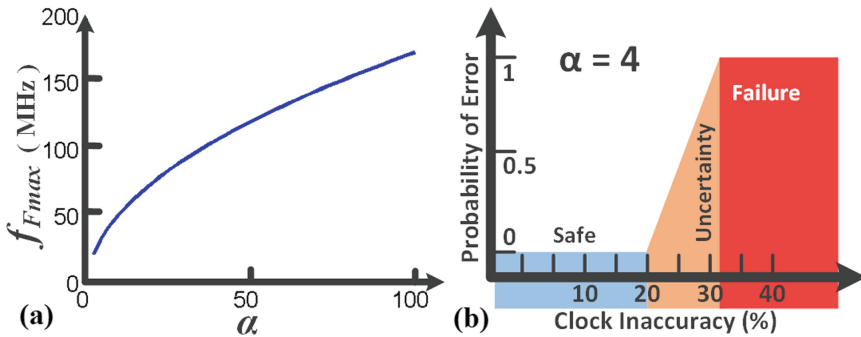 200
150
100
50
0
f_Fmax ( MHz )
0
50
100
α
(a)
Probability of Error
1
0.5
0
α = 4
Failure
Uncertainty
Safe
10 20 30 40
Clock Inaccuracy (%)
(b)